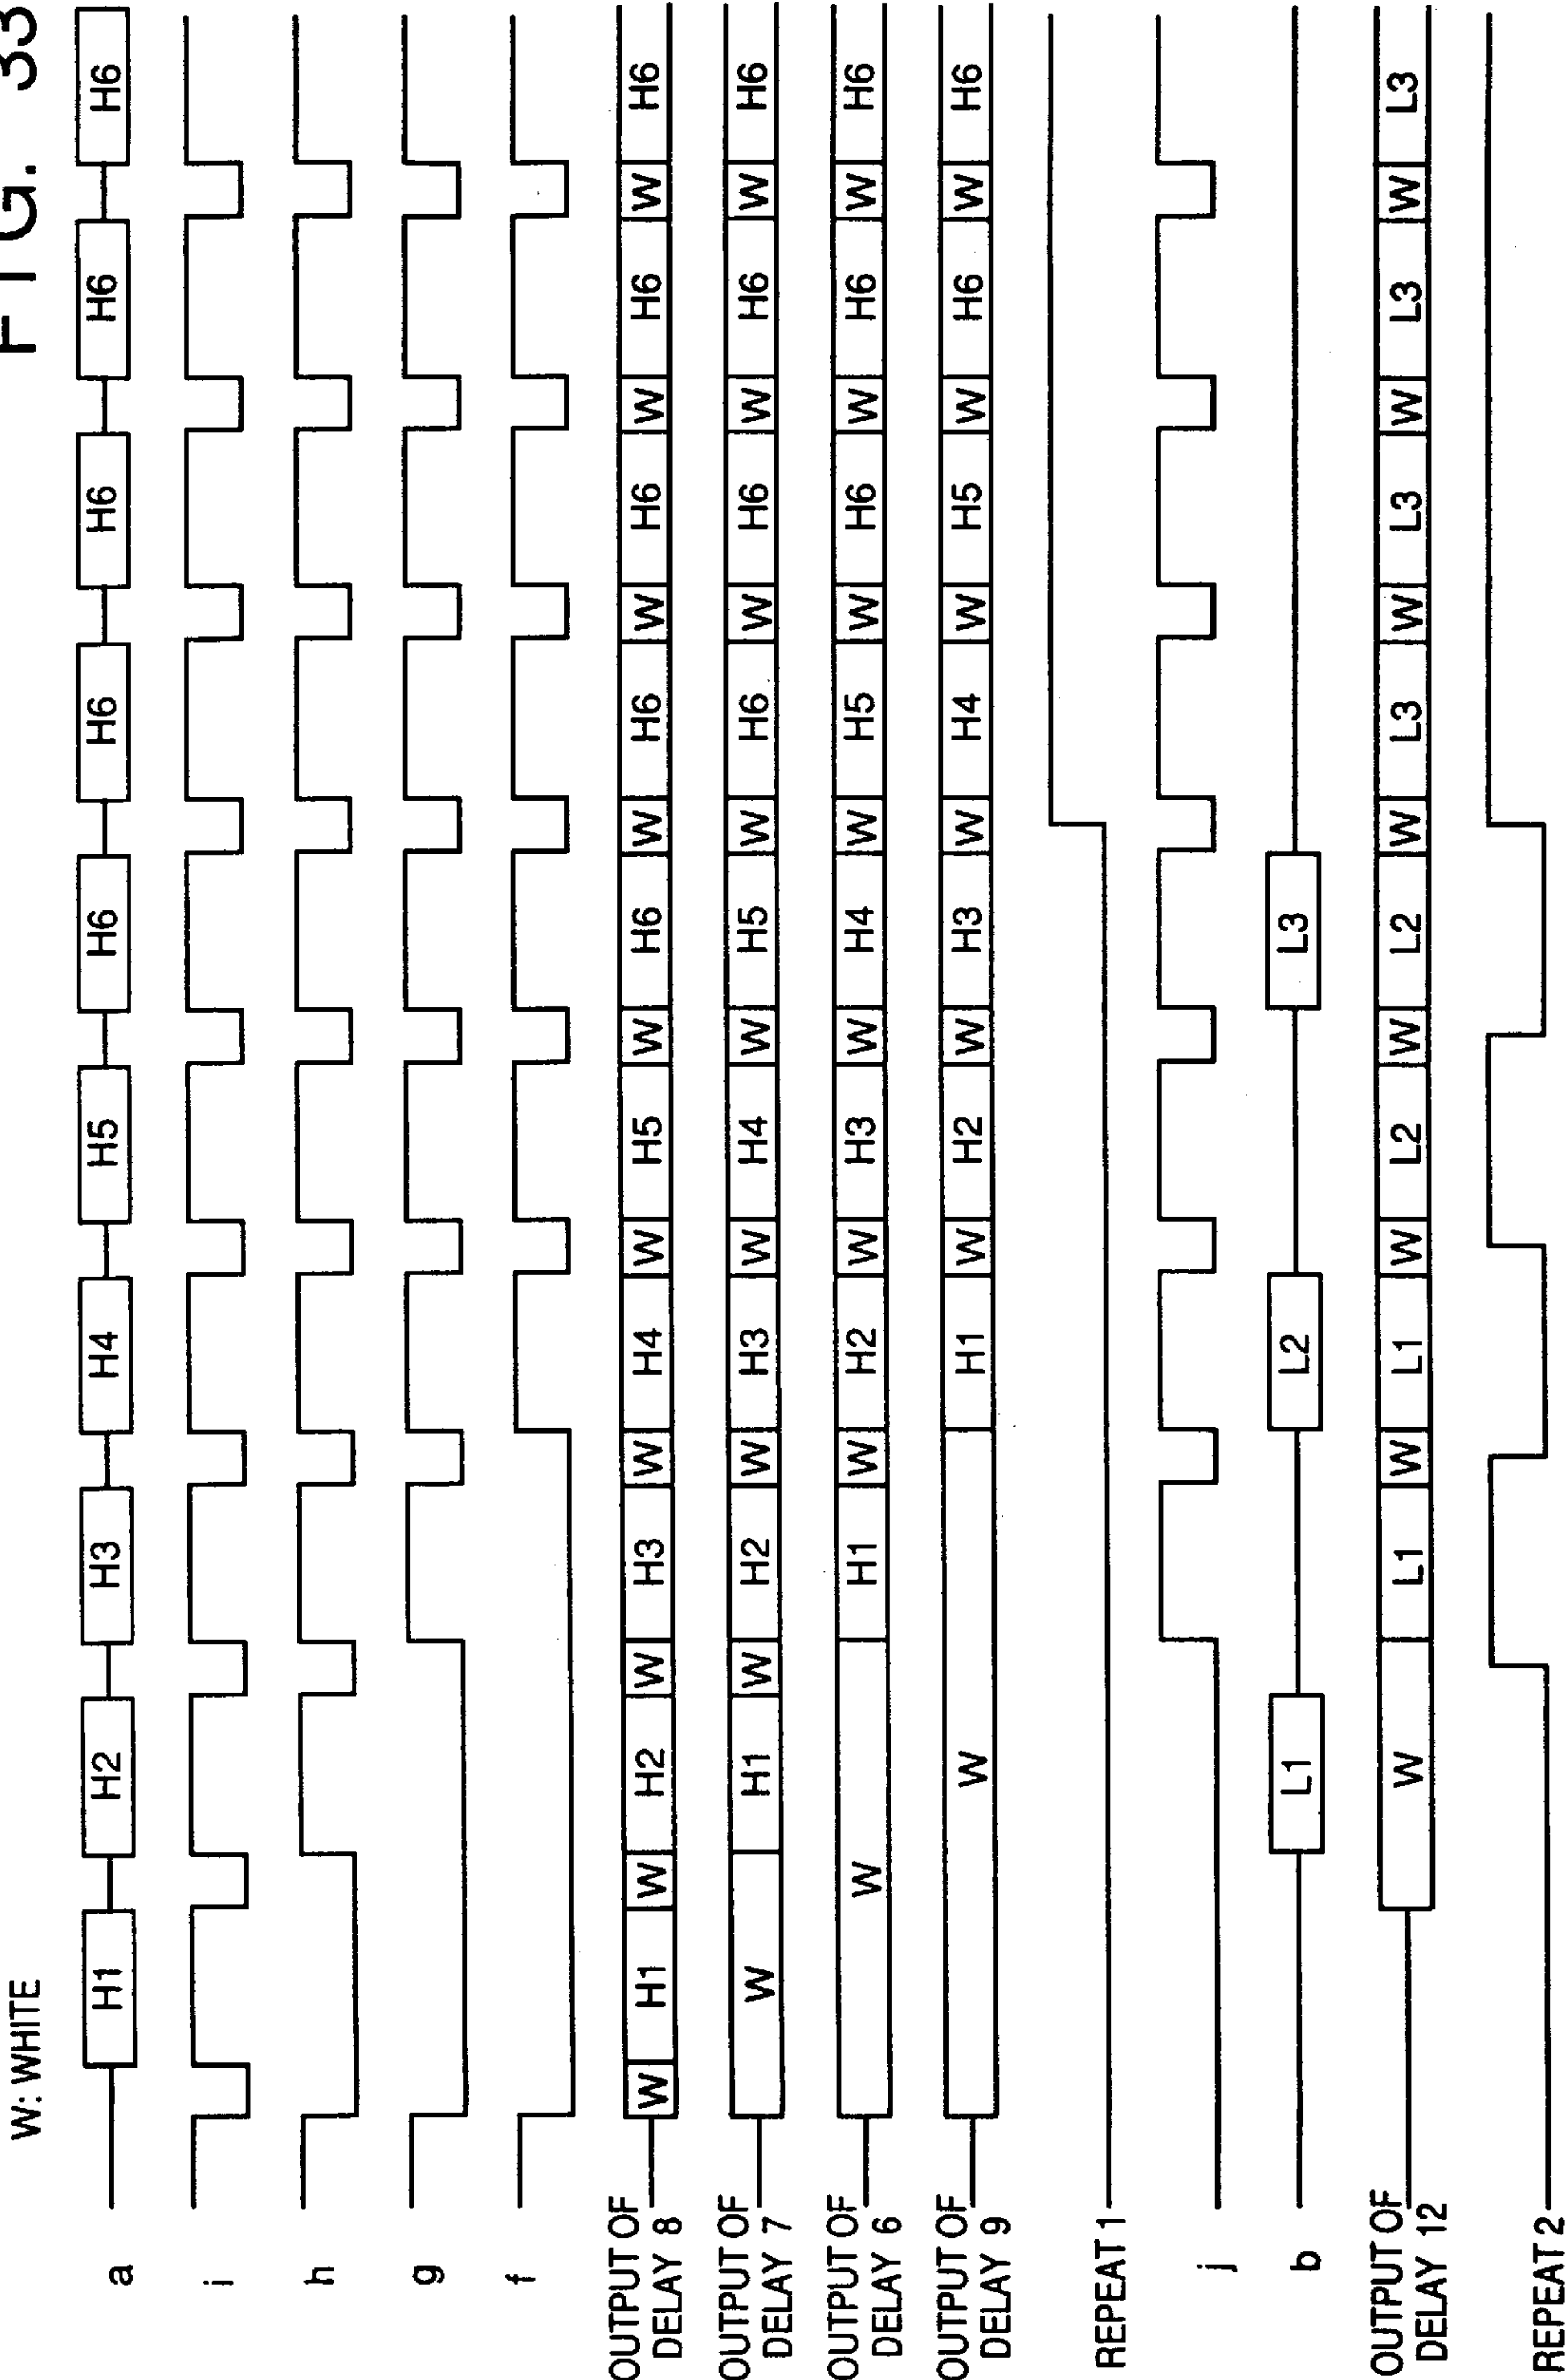 FIG. 33
W: WHITE
a H1 H2 H3 H4 H5 H6 H6 H6 H6 H6
i
h
g
f
OUTPUT OF
DELAY 8 W H1 W H2 W H3 W H4 W H5 W H6 W H6 W H6 W H6 W H6
OUTPUT OF
DELAY 7 W H1 W H2 W H3 W H4 W H5 W H6 W H6 W H6 W H6
OUTPUT OF
DELAY 6 W H1 W H2 W H3 W H4 W H5 W H6 W H6 W H6
OUTPUT OF
DELAY 9 W H1 W H2 W H3 W H4 W H5 W H6 W H6
REPEAT 1
j
b L1 L2 L3
OUTPUT OF
DELAY 12 W L1 W L1 W L2 W L2 W L3 W L3 W L3 W L3
REPEAT 2